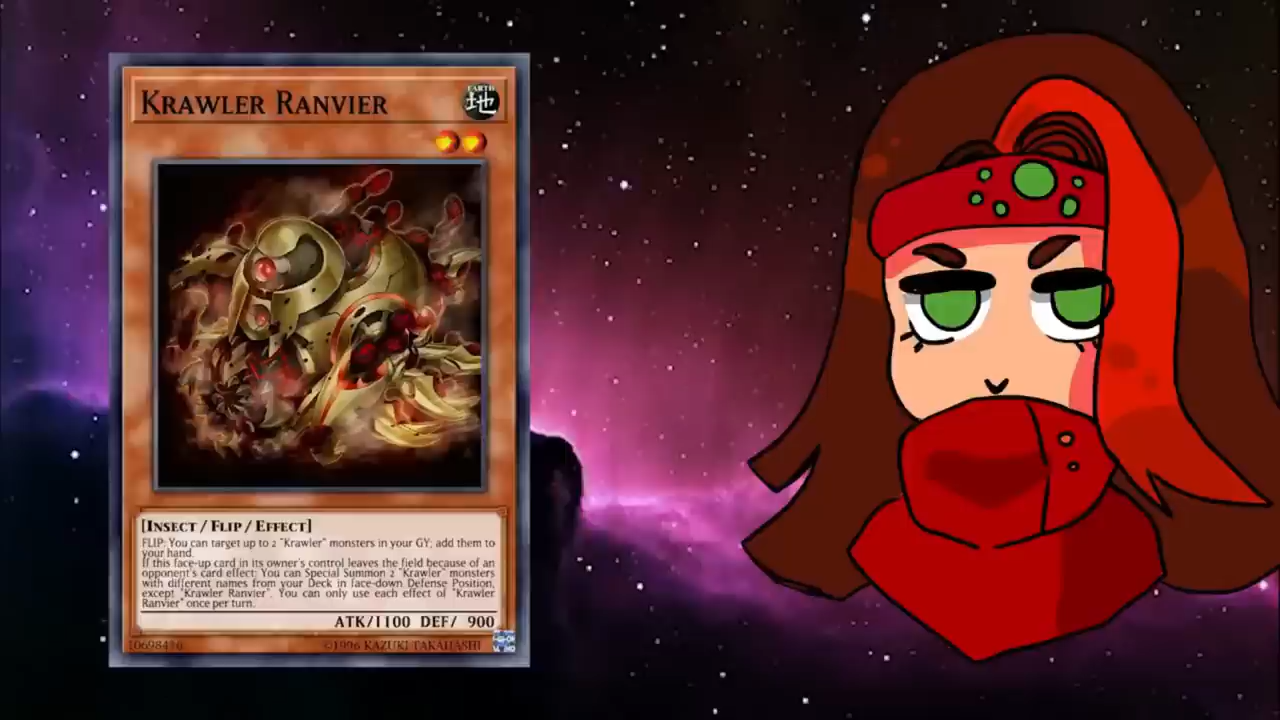 KRAWLER RANVIER
EARTH
地
[INSECT / FLIP / EFFECT]
FLIP: You can target up to 2 "Krawler" monsters in your GY; add them to
your hand.
If this face-up card in its owner's control leaves the field because of an
opponent's card effect: You can Special Summon 2 "Krawler" monsters
with different names from your Deck in face-down Defense Position,
except "Krawler Ranvier". You can only use each effect of "Krawler
Ranvier" once per turn.
ATK/1100 DEF/ 900
©1996 KAZUKI TAKAHASHI